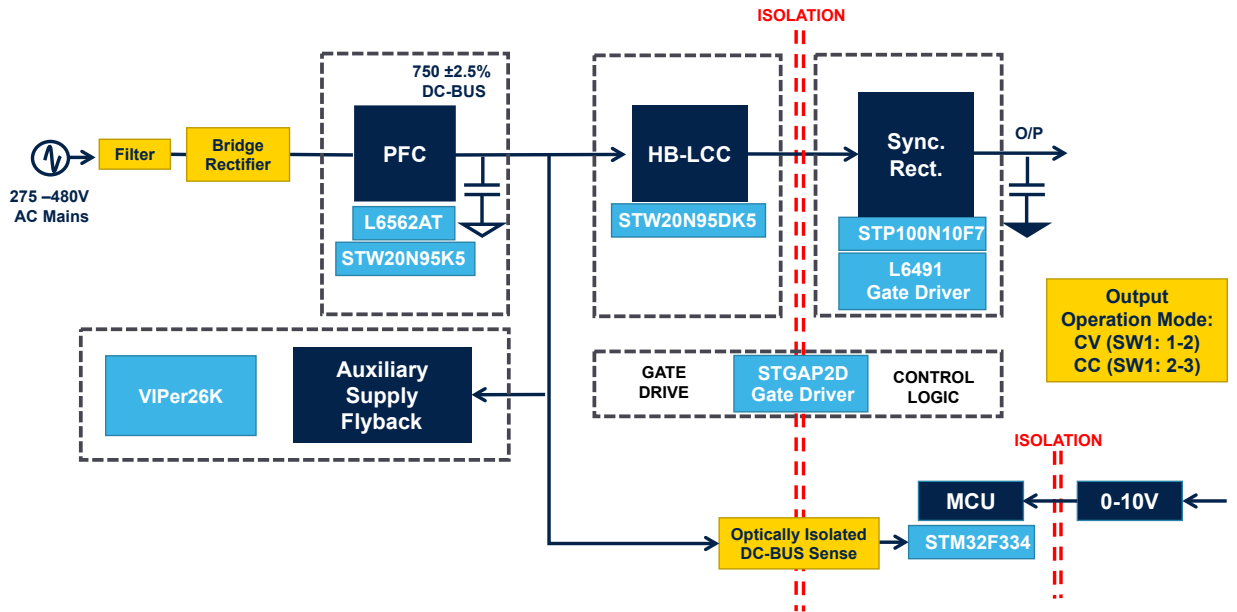 ISOLATION
750 ±2.5%
DC-BUS
PFC
HB-LCC
Sync.
Rect.
O/P
Filter
Bridge
Rectifier
275 –480V
AC Mains
L6562AT
STW20N95K5
STW20N95DK5
STP100N10F7
L6491
Gate Driver
Output
Operation Mode:
CV (SW1: 1-2)
CC (SW1: 2-3)
VIPer26K
Auxiliary
Supply
Flyback
GATE
DRIVE
STGAP2D
Gate Driver
CONTROL
LOGIC
ISOLATION
MCU
0-10V
Optically Isolated
DC-BUS Sense
STM32F334